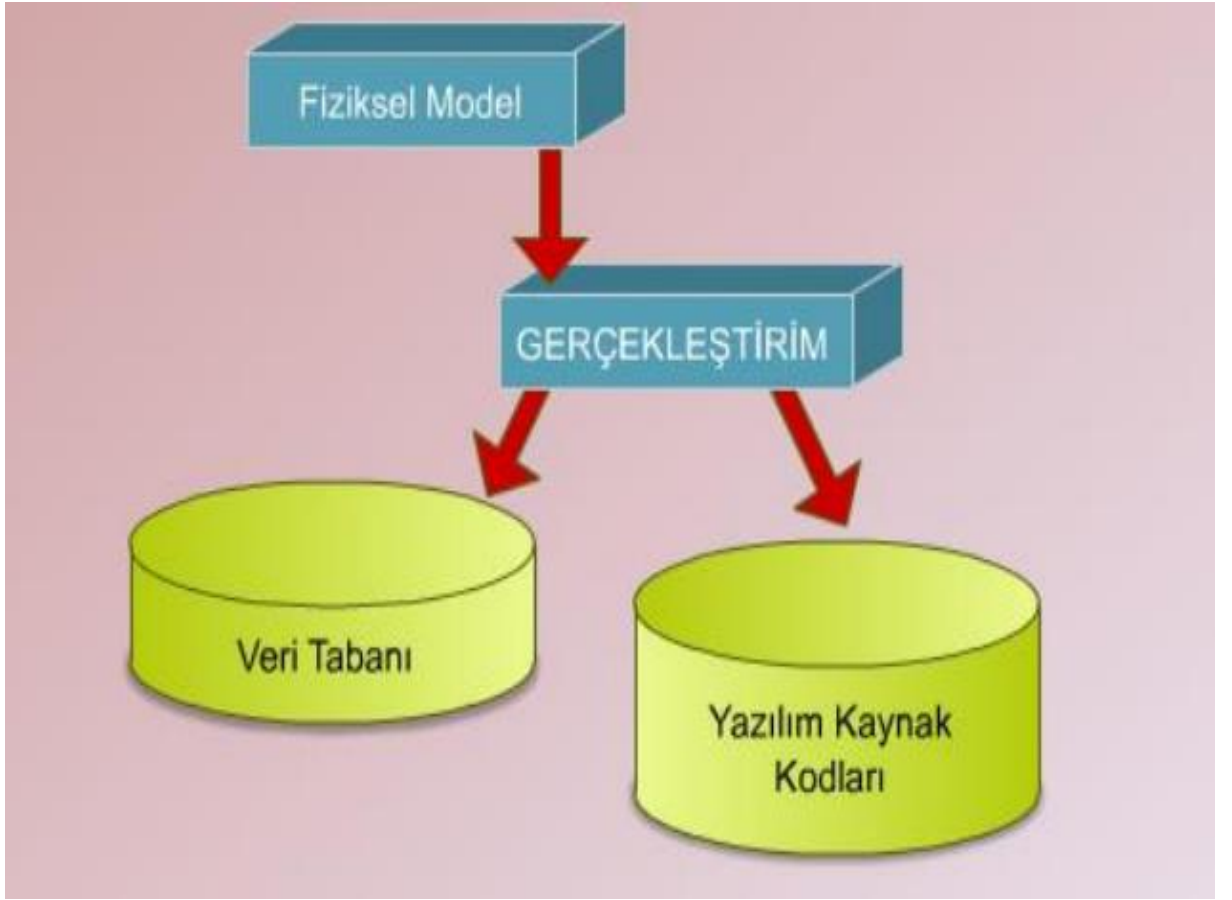 Fiziksel Model
GERÇEKLEŞTİRİM
Veri Tabanı
Yazılım Kaynak
Kodları